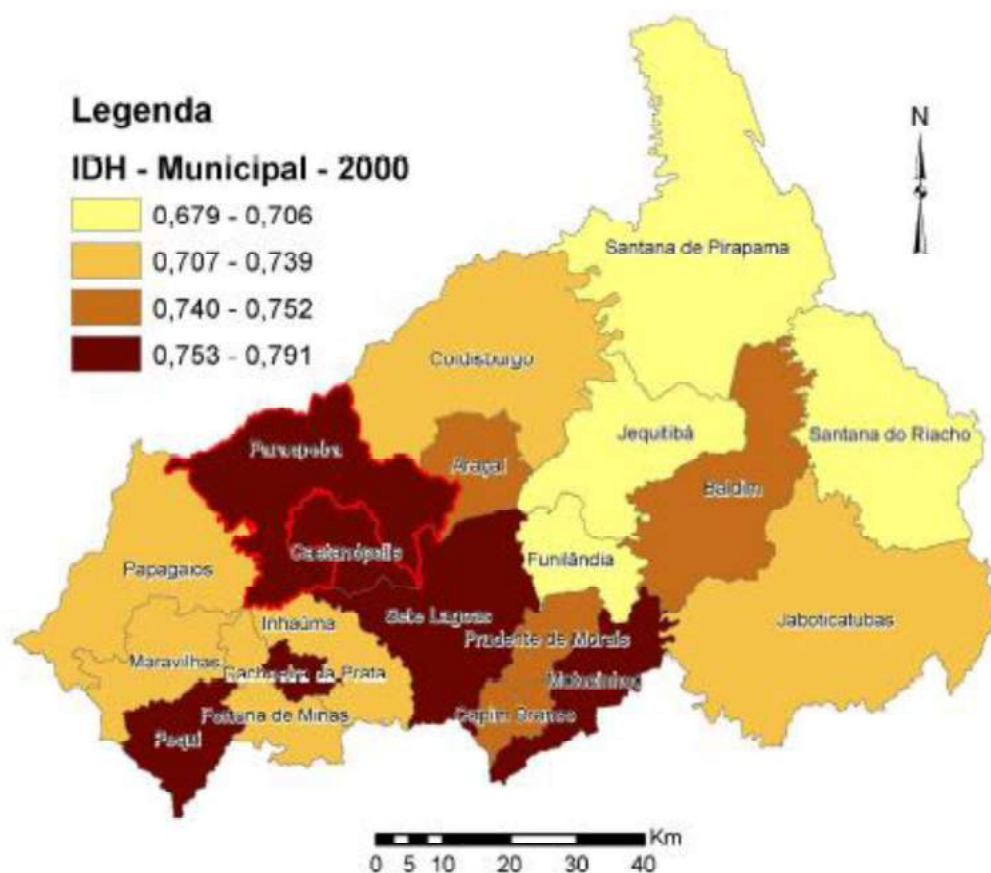 Legenda
IDH - Municipal - 2000
0,679 - 0,706
0,707 - 0,739
0,740 - 0,752
0,753 - 0,791
N
Santana de Pirapama
Cordisburgo
Jequitibá
Santana do Riacho
Paraopeba
Araçaí
Baldim
Caetanópolis
Funilândia
Papagaios
Inhaúma
Sete Lagoas
Jaboticatubas
Prudente de Morais
Maravilhas
Cachoeira da Prata
Matozinhos
Fortuna de Minas
Capim Branco
Pequi
Km
0 5 10 20 30 40